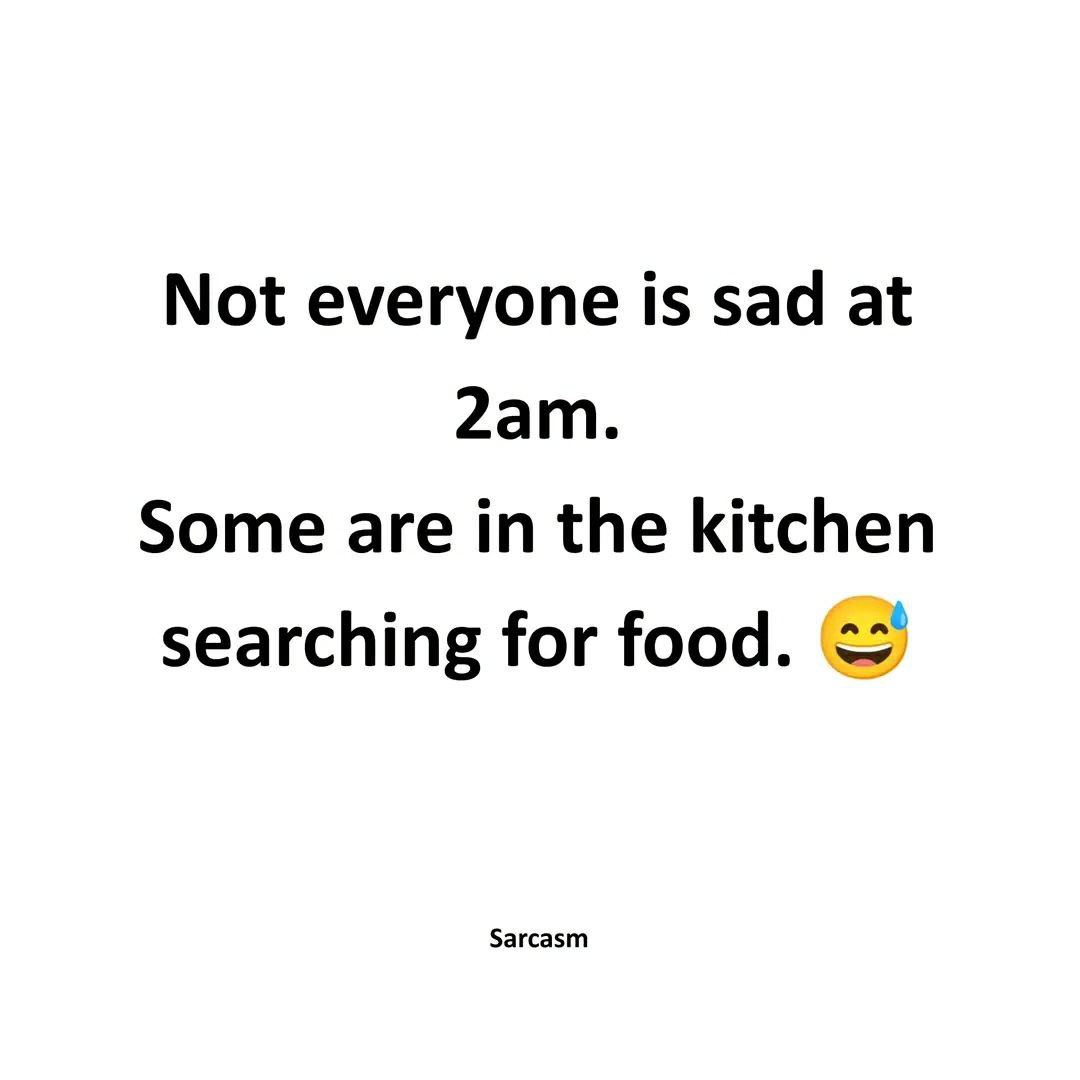 Not everyone is sad at
2am.
Some are in the kitchen
searching for food. 😅
Sarcasm